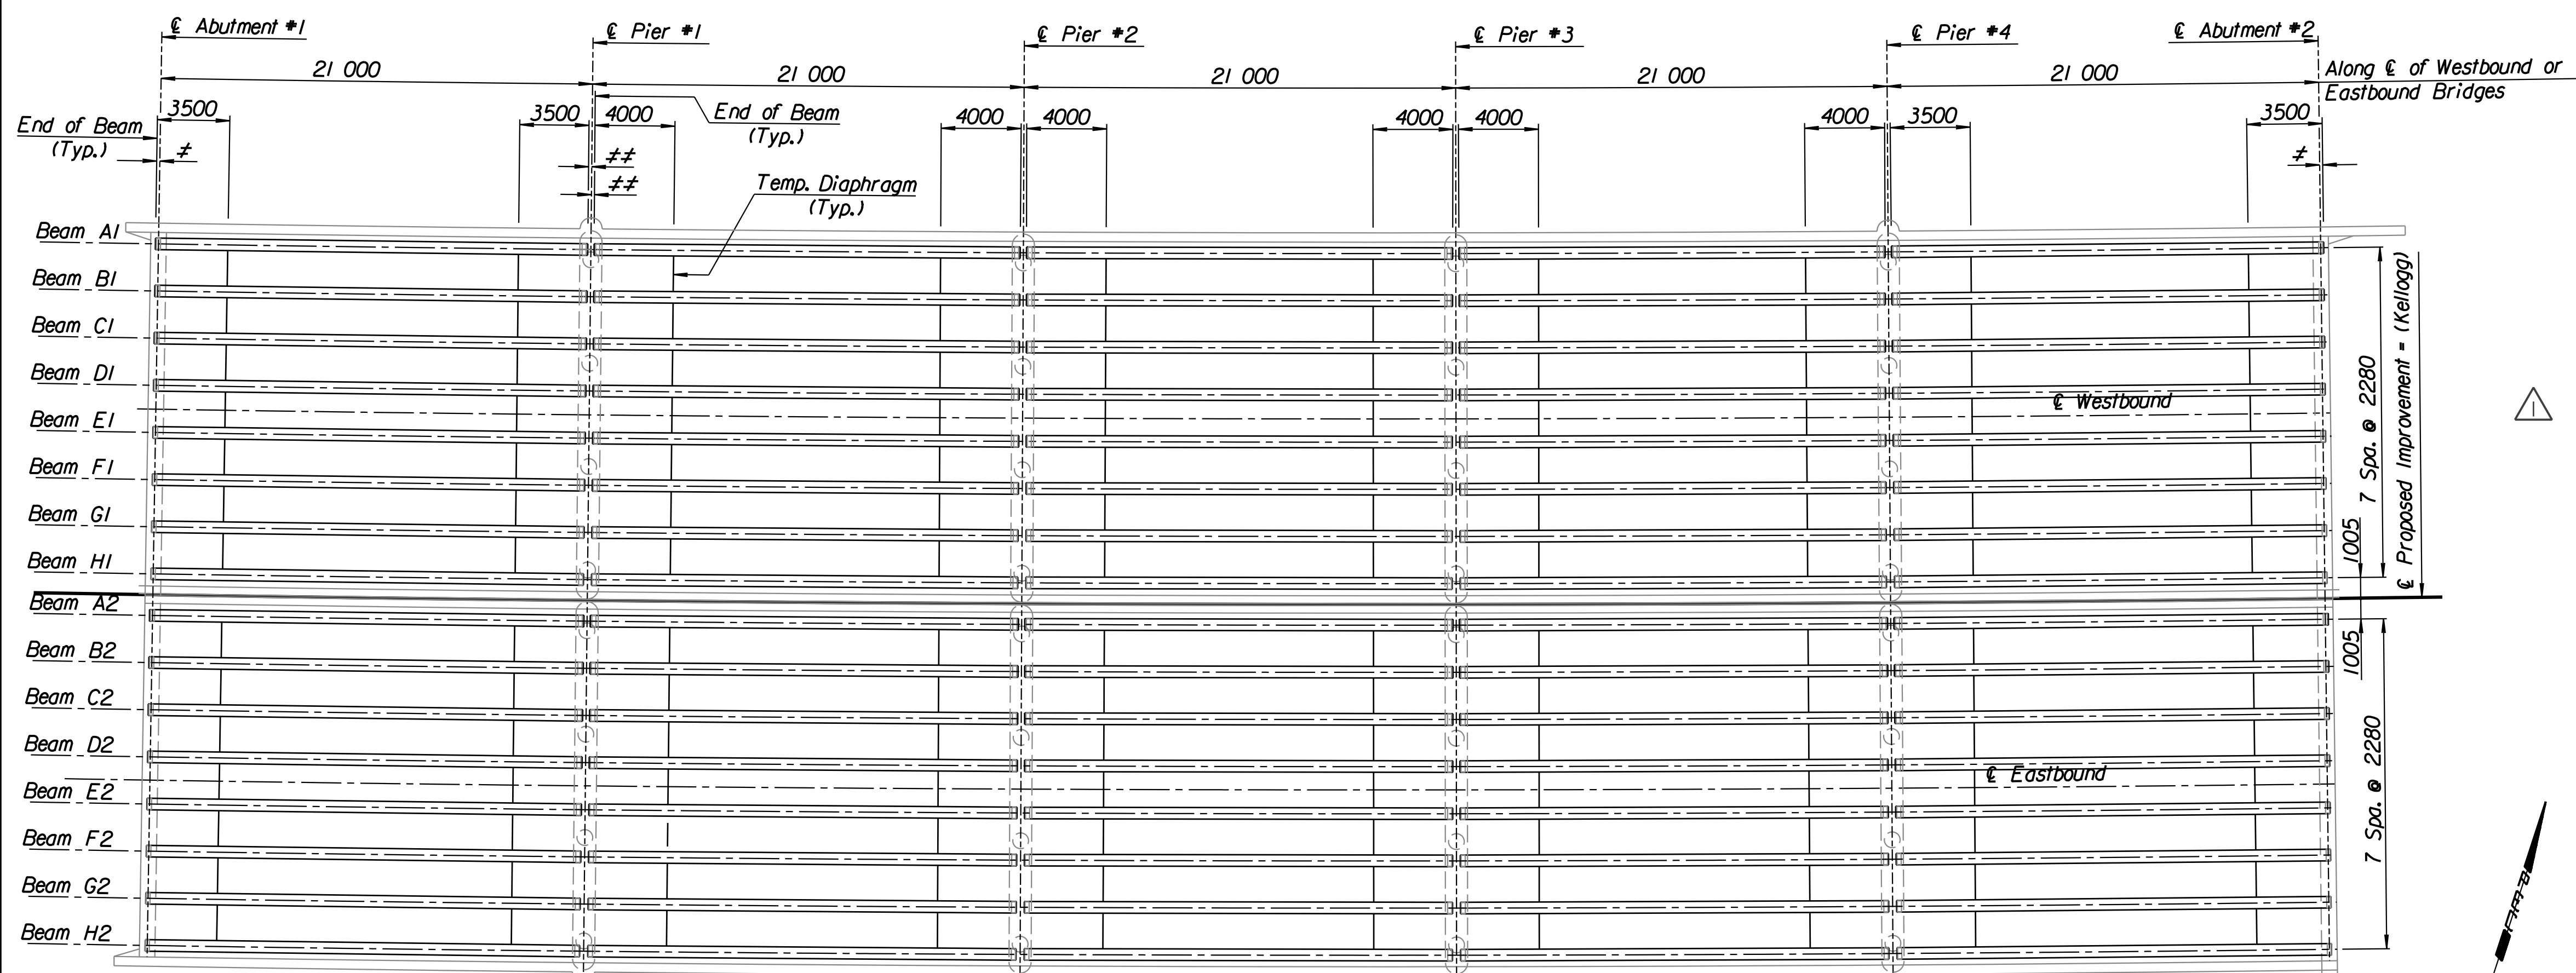 ℄ Abutment #1
℄ Pier #1
℄ Pier #2
℄ Pier #3
℄ Pier #4
℄ Abutment #2
21 000
21 000
21 000
21 000
21 000
Along ℄ of Westbound or
Eastbound Bridges
End of Beam
(Typ.)
≠
3500
3500
4000
End of Beam
(Typ.)
≠≠
≠≠
Temp. Diaphragm
(Typ.)
4000
4000
4000
4000
4000
3500
3500
≠
Beam A1
Beam B1
Beam C1
Beam D1
Beam E1
Beam F1
Beam G1
Beam H1
Beam A2
Beam B2
Beam C2
Beam D2
Beam E2
Beam F2
Beam G2
Beam H2
℄ Westbound
℄ Eastbound
7 Spa. @ 2280
℄ Proposed Improvement = (Kellogg)
1005
1005
7 Spa. @ 2280
1